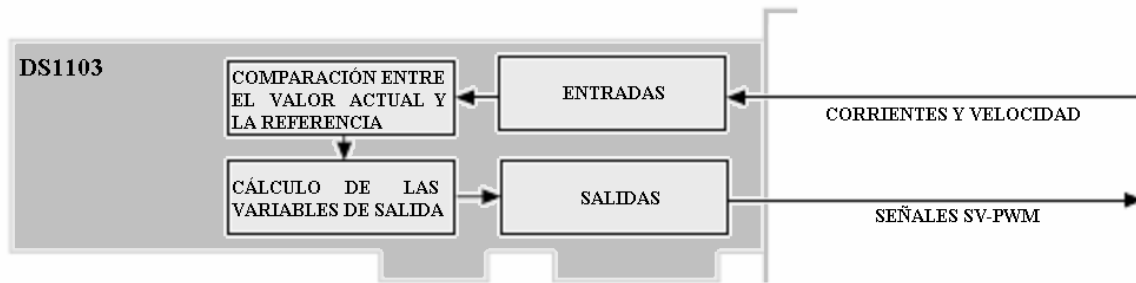 DS1103
COMPARACIÓN ENTRE
EL VALOR ACTUAL Y
LA REFERENCIA
ENTRADAS
CORRIENTES Y VELOCIDAD
CÁLCULO DE LAS
VARIABLES DE SALIDA
SALIDAS
SEÑALES SV-PWM